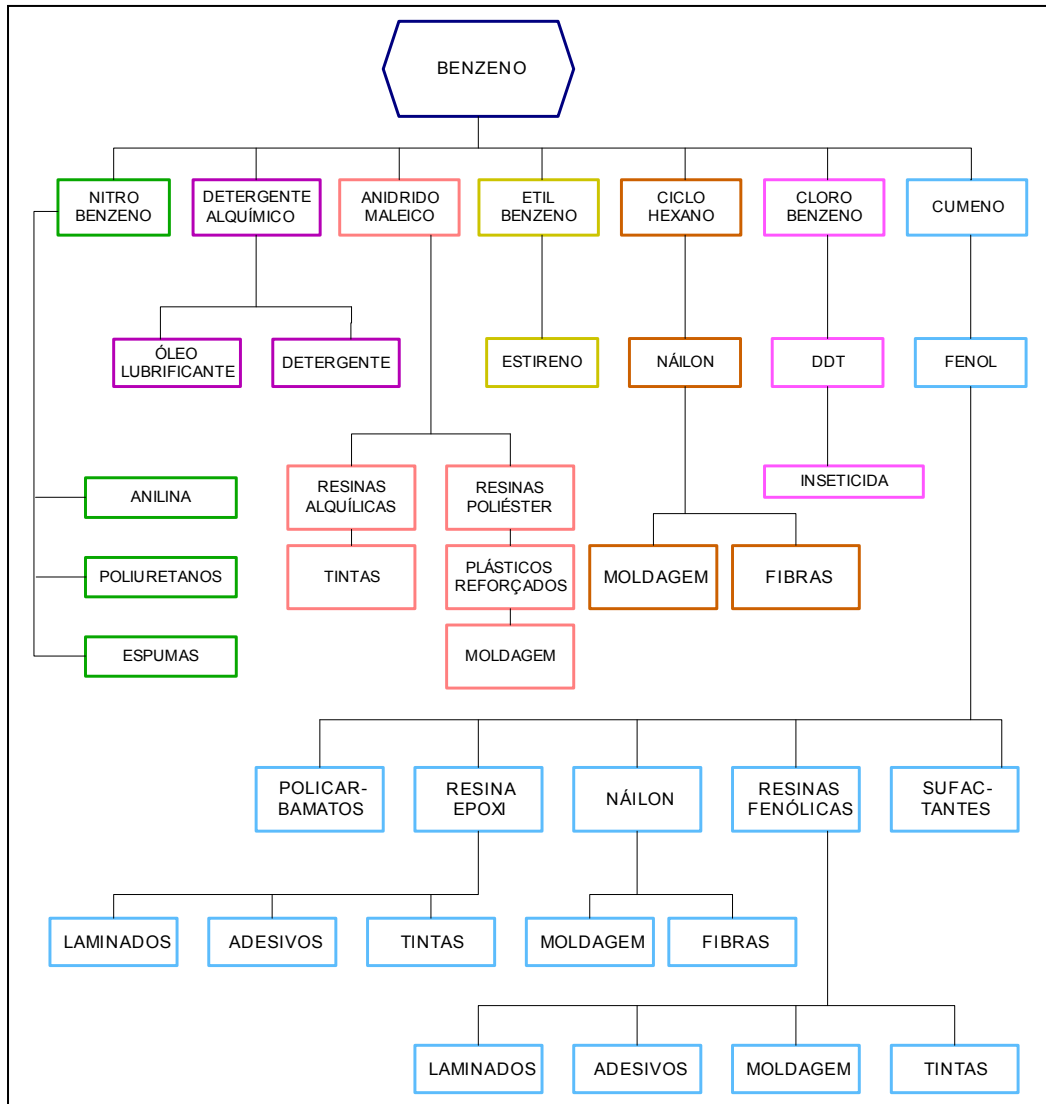 BENZENO
NITRO
BENZENO
DETERGENTE
ALQUÍMICO
ANIDRIDO
MALEICO
ETIL
BENZENO
CICLO
HEXANO
CLORO
BENZENO
CUMENO
ÓLEO
LUBRIFICANTE
DETERGENTE
ESTIRENO
NÁILON
DDT
FENOL
ANILINA
RESINAS
ALQUÍLICAS
RESINAS
POLIÉSTER
INSETICIDA
POLIURETANOS
TINTAS
PLÁSTICOS
REFORÇADOS
MOLDAGEM
FIBRAS
ESPUMAS
MOLDAGEM
POLICAR-
BAMATOS
RESINA
EPOXI
NÁILON
RESINAS
FENÓLICAS
SUFAC-
TANTES
LAMINADOS
ADESIVOS
TINTAS
MOLDAGEM
FIBRAS
LAMINADOS
ADESIVOS
MOLDAGEM
TINTAS